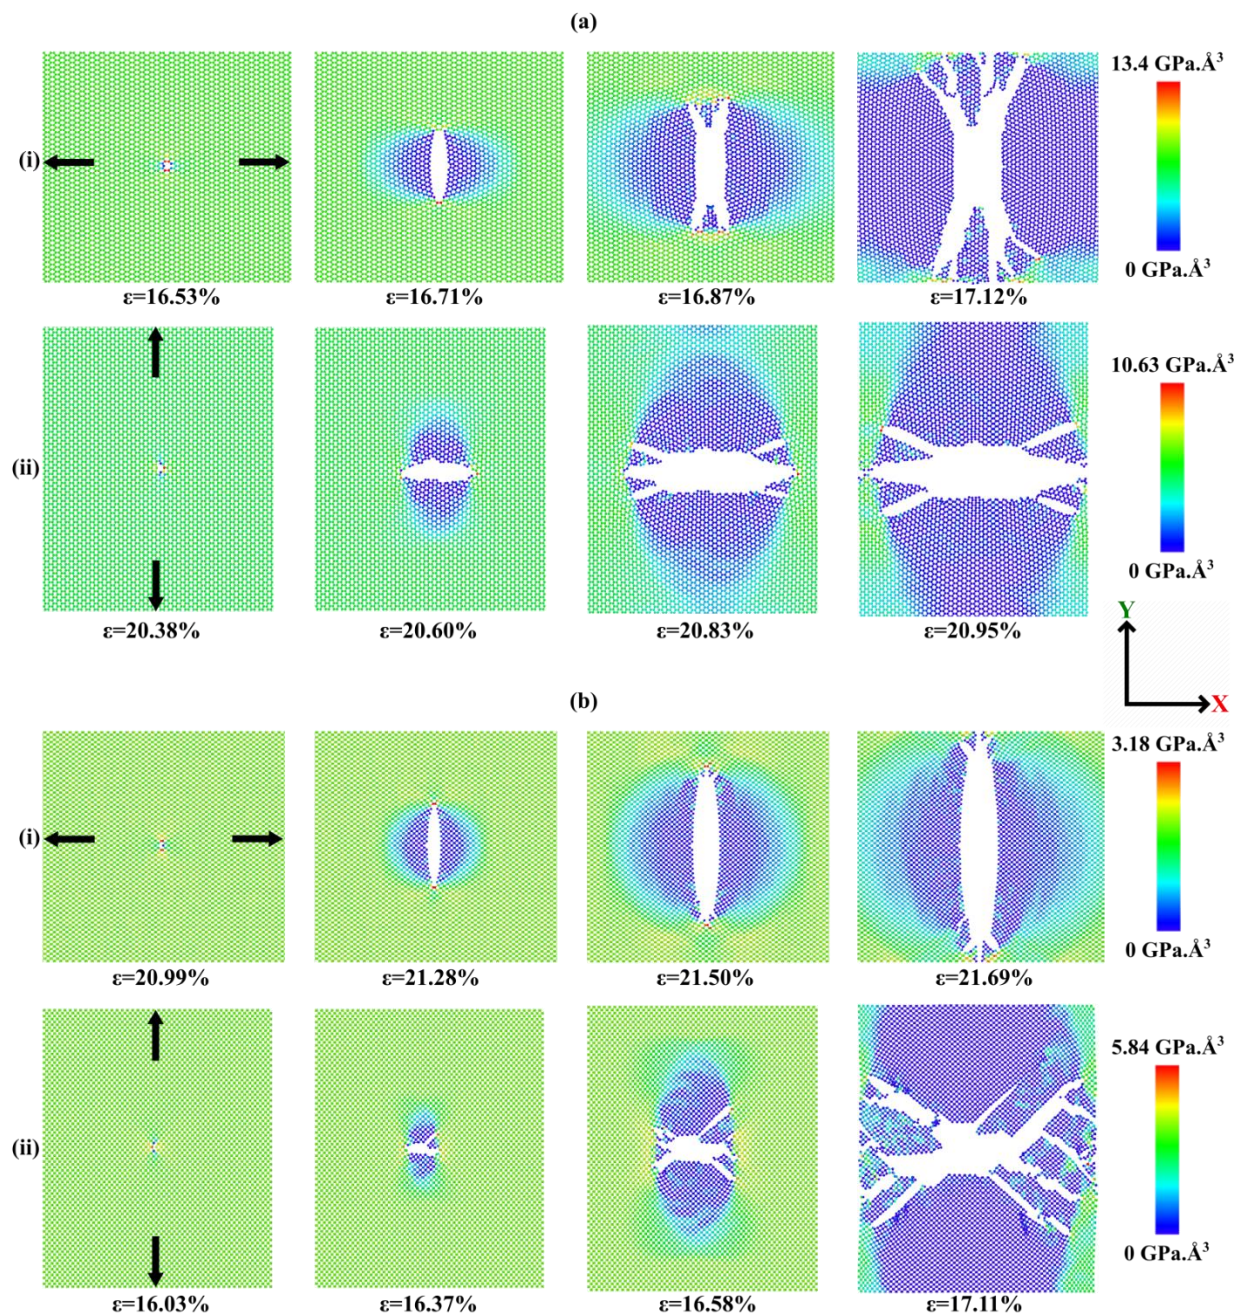 (a)
13.4 GPa.Å³
(i)
0 GPa.Å³
ε=16.53% ε=16.71% ε=16.87% ε=17.12%
10.63 GPa.Å³
(ii)
0 GPa.Å³
ε=20.38% ε=20.60% ε=20.83% ε=20.95%
Y
X
(b)
3.18 GPa.Å³
(i)
0 GPa.Å³
ε=20.99% ε=21.28% ε=21.50% ε=21.69%
5.84 GPa.Å³
(ii)
0 GPa.Å³
ε=16.03% ε=16.37% ε=16.58% ε=17.11%